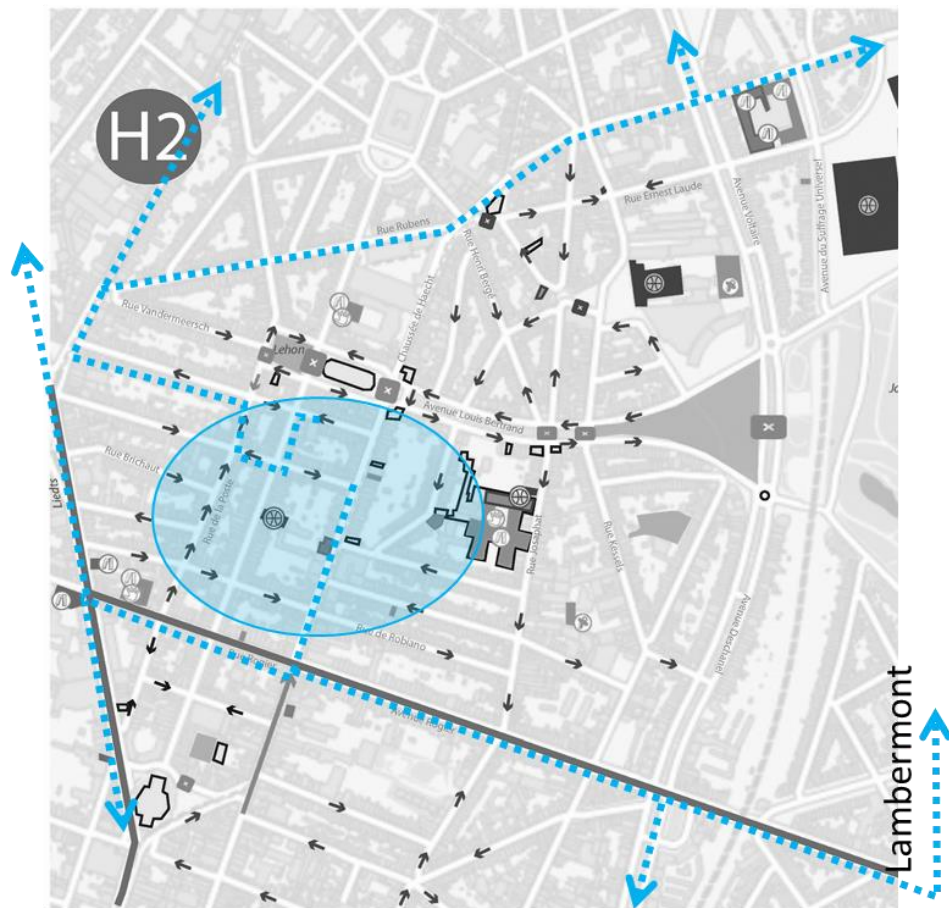 H2
Rue Ernest Laude
Avenue Voltaire
Avenue du Suffrage Universel
Rue Rubens
Rue Henri Bergé
Chaussée de Haecht
Rue Vandermeersch
Lehon
Avenue Louis Bertrand
Rue Brichaut
Liedts
Rue de la Poste
Rue Josaphat
Rue Kessels
Avenue Deschanel
Rue de Robiano
Rue Rogier
Avenue Rogier
Lambermont